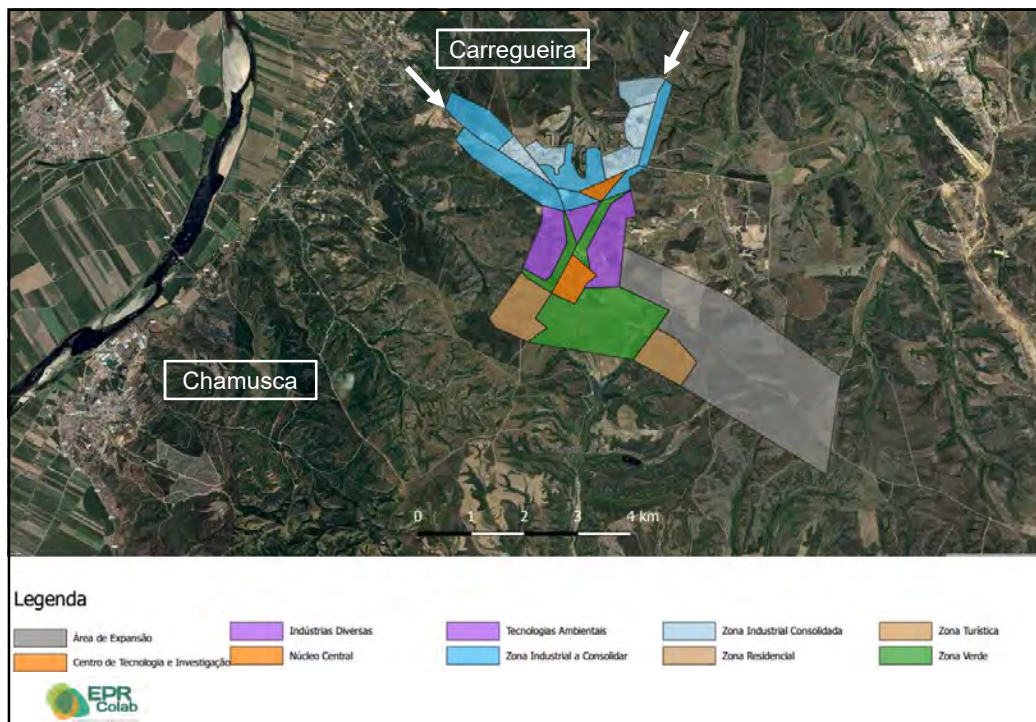 Carregueira
Chamusca
0 1 2 3 4 km
Legenda
Área de Expansão
Indústrias Diversas
Tecnologias Ambientais
Zona Industrial Consolidada
Zona Turística
Centro de Tecnologia e Investigação
Núcleo Central
Zona Industrial a Consolidar
Zona Residencial
Zona Verde
EPR
Colab